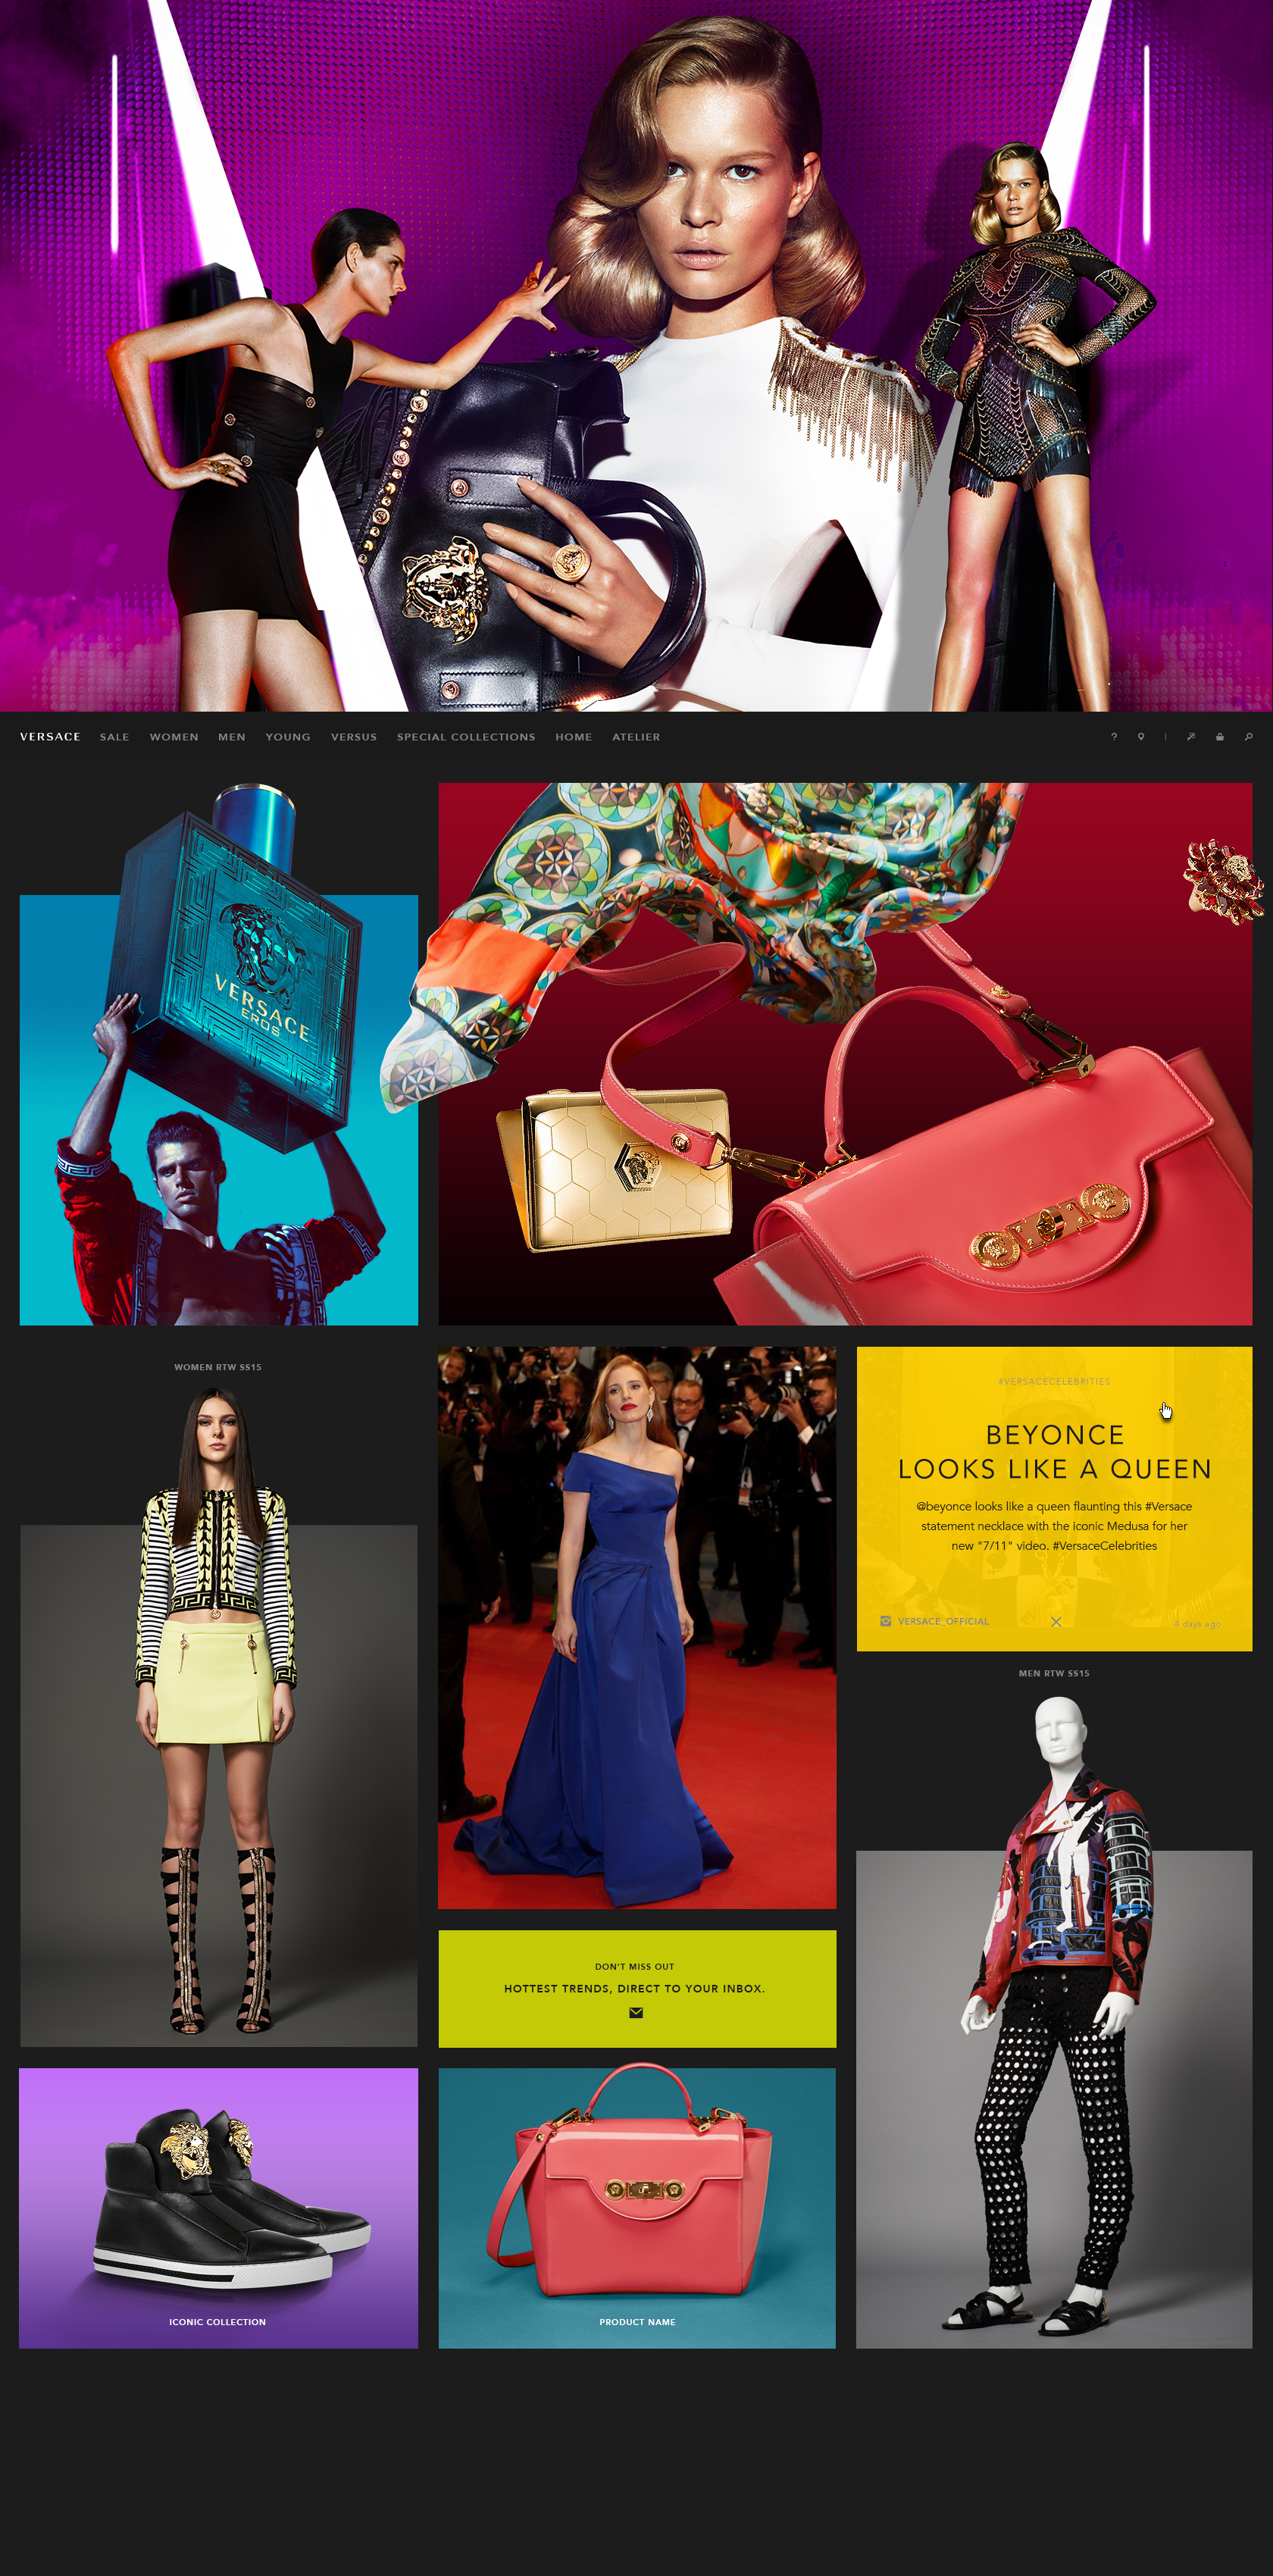 VERSACE SALE WOMEN MEN YOUNG VERSUS SPECIAL COLLECTIONS HOME ATELIER
VERSACE
EROS
WOMEN RTW SS15
#VERSACECELEBRITIES
BEYONCE
LOOKS LIKE A QUEEN
@beyonce looks like a queen flaunting this #Versace
statement necklace with the iconic Medusa for her
new "7/11" video. #VersaceCelebrities
VERSACE_OFFICIAL
4 days ago
MEN RTW SS15
DON'T MISS OUT
HOTTEST TRENDS, DIRECT TO YOUR INBOX.
ICONIC COLLECTION
PRODUCT NAME